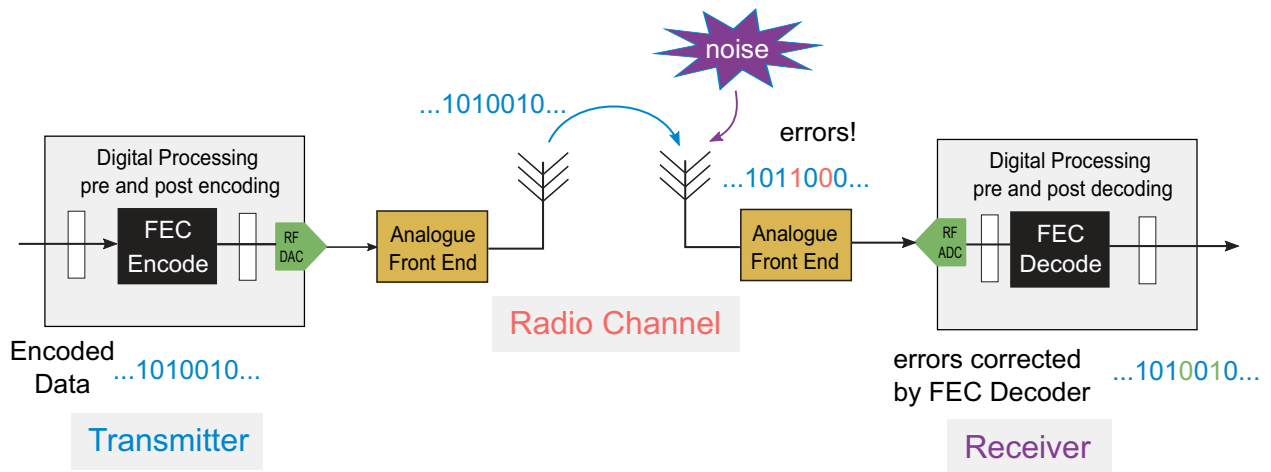 noise
...1010010...
errors!
...1011000...
Digital Processing
pre and post encoding
FEC
Encode
RF
DAC
Analogue
Front End
Analogue
Front End
Digital Processing
pre and post decoding
RF
ADC
FEC
Decode
Radio Channel
Encoded
Data
...1010010...
errors corrected
by FEC Decoder
...1010010...
Transmitter
Receiver